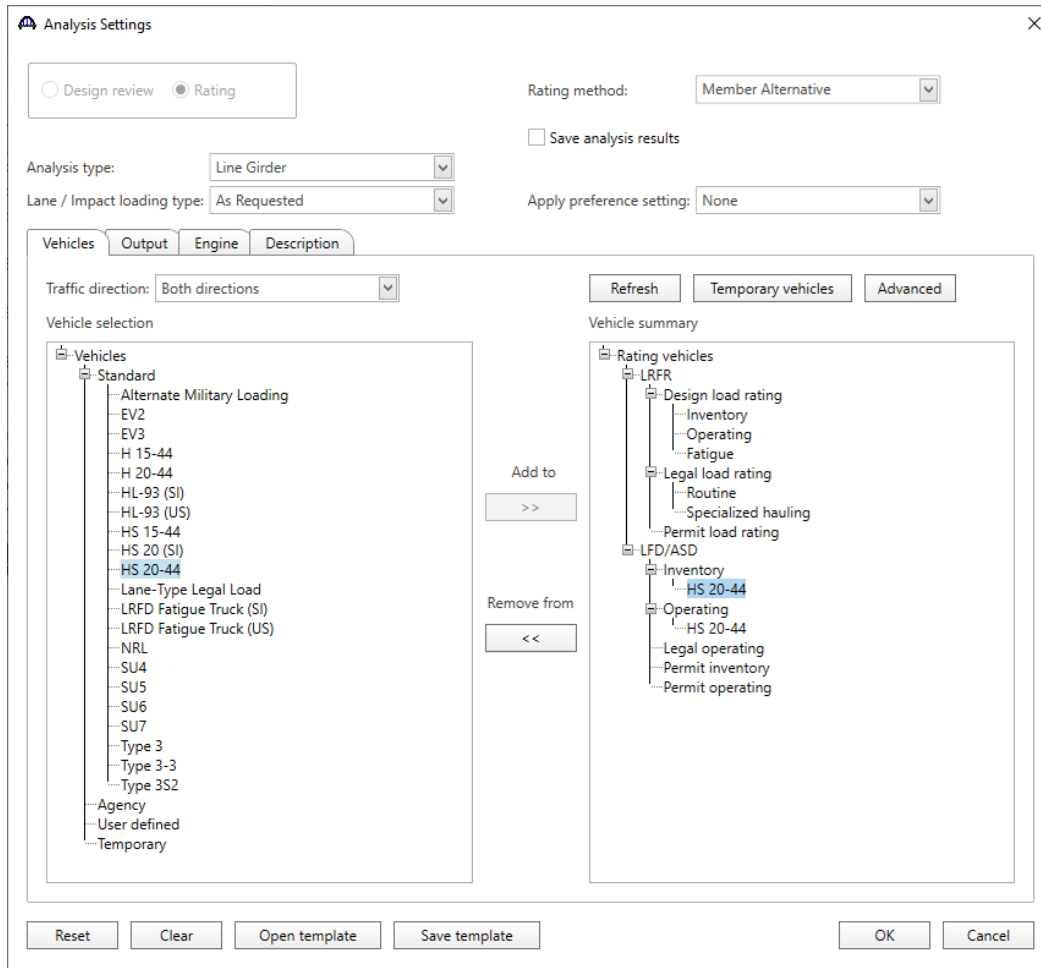 Analysis Settings
Design review Rating
Rating method: Member Alternative
Save analysis results
Analysis type: Line Girder
Lane / Impact loading type: As Requested
Apply preference setting: None
Vehicles Output Engine Description
Traffic direction: Both directions
Refresh Temporary vehicles Advanced
Vehicle selection
Vehicles
Standard
Alternate Military Loading
EV2
EV3
H 15-44
H 20-44
HL-93 (SI)
HL-93 (US)
HS 15-44
HS 20 (SI)
HS 20-44
Lane-Type Legal Load
LRFD Fatigue Truck (SI)
LRFD Fatigue Truck (US)
NRL
SU4
SU5
SU6
SU7
Type 3
Type 3-3
Type 3S2
Agency
User defined
Temporary
Add to
>>
Remove from
<<
Vehicle summary
Rating vehicles
LRFR
Design load rating
Inventory
Operating
Fatigue
Legal load rating
Routine
Specialized hauling
Permit load rating
LFD/ASD
Inventory
HS 20-44
Operating
HS 20-44
Legal operating
Permit inventory
Permit operating
Reset Clear Open template Save template OK Cancel